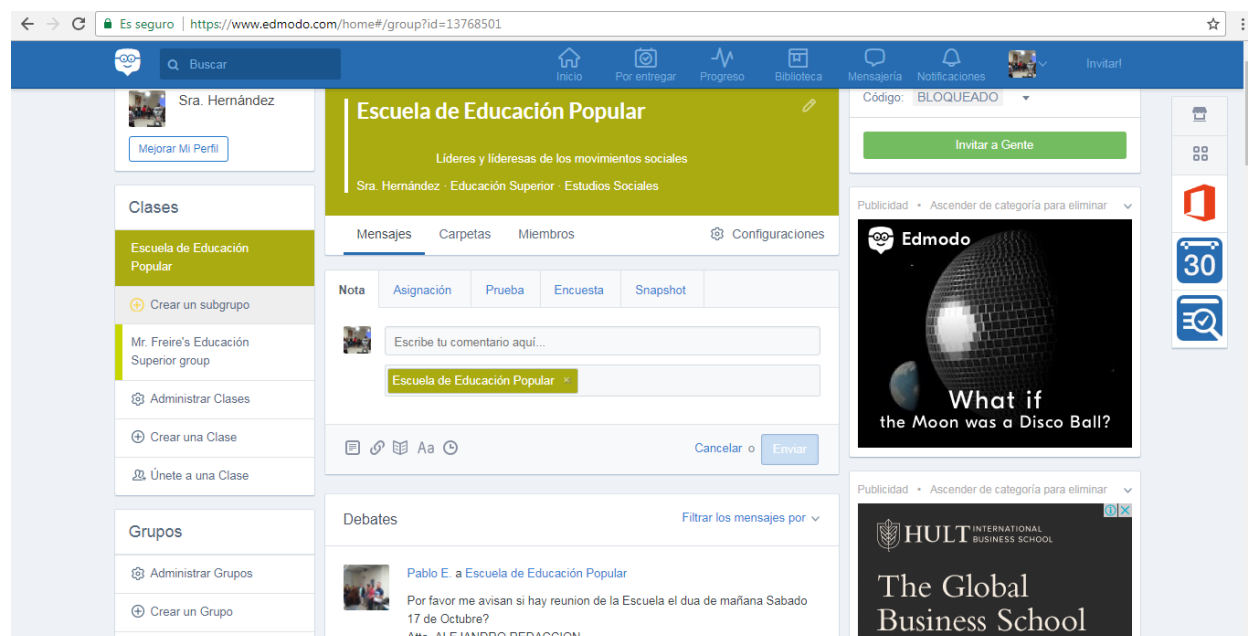 Es seguro | https://www.edmodo.com/home#/group?id=13768501
Buscar
Inicio
Por entregar
Progreso
Biblioteca
Mensajería
Notificaciones
Invitar!
Sra. Hernández
Mejorar Mi Perfil
Clases
Escuela de Educación
Popular
Crear un subgrupo
Mr. Freire's Educación
Superior group
Administrar Clases
Crear una Clase
Únete a una Clase
Grupos
Administrar Grupos
Crear un Grupo
Escuela de Educación Popular
Líderes y lideresas de los movimientos sociales
Sra. Hernández · Educación Superior · Estudios Sociales
Mensajes Carpetas Miembros Configuraciones
Nota Asignación Prueba Encuesta Snapshot
Escribe tu comentario aquí...
Escuela de Educación Popular ×
Aa
Cancelar o Enviar
Debates Filtrar los mensajes por
Pablo E. a Escuela de Educación Popular
Por favor me avisan si hay reunion de la Escuela el dua de mañana Sabado
17 de Octubre?
Atte. ALEJANDRO REDACCION
Código: BLOQUEADO
Invitar a Gente
Publicidad • Ascender de categoría para eliminar
Edmodo
What if
the Moon was a Disco Ball?
Publicidad • Ascender de categoría para eliminar
HULT INTERNATIONAL
BUSINESS SCHOOL
The Global
Business School
30